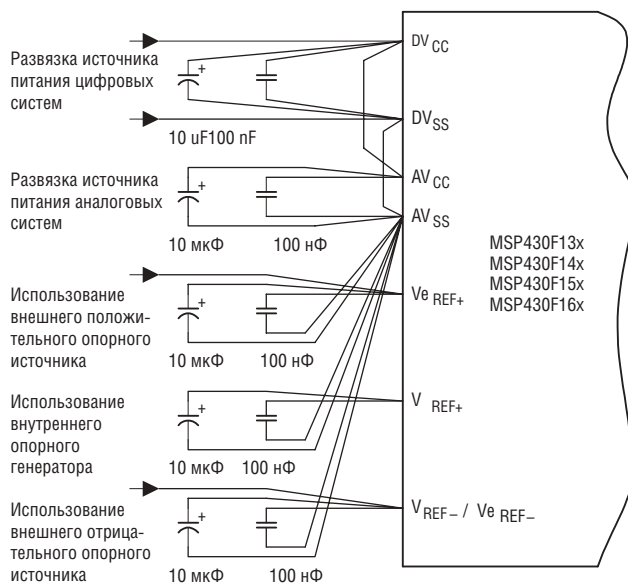 Развязка источника
питания цифровых
систем
+
10 uF100 nF
DVCC
DVSS
Развязка источника
питания аналоговых
систем
+
10 мкФ 100 нФ
AVCC
AVSS
MSP430F13x
MSP430F14x
MSP430F15x
MSP430F16x
Использование
внешнего положи-
тельного опорного
источника
+
10 мкФ 100 нФ
Ve REF+
Использование
внутреннего
опорного
генератора
+
10 мкФ 100 нФ
V REF+
Использование
внешнего отрица-
тельного опорного
источника
+
10 мкФ 100 нФ
VREF– / Ve REF–